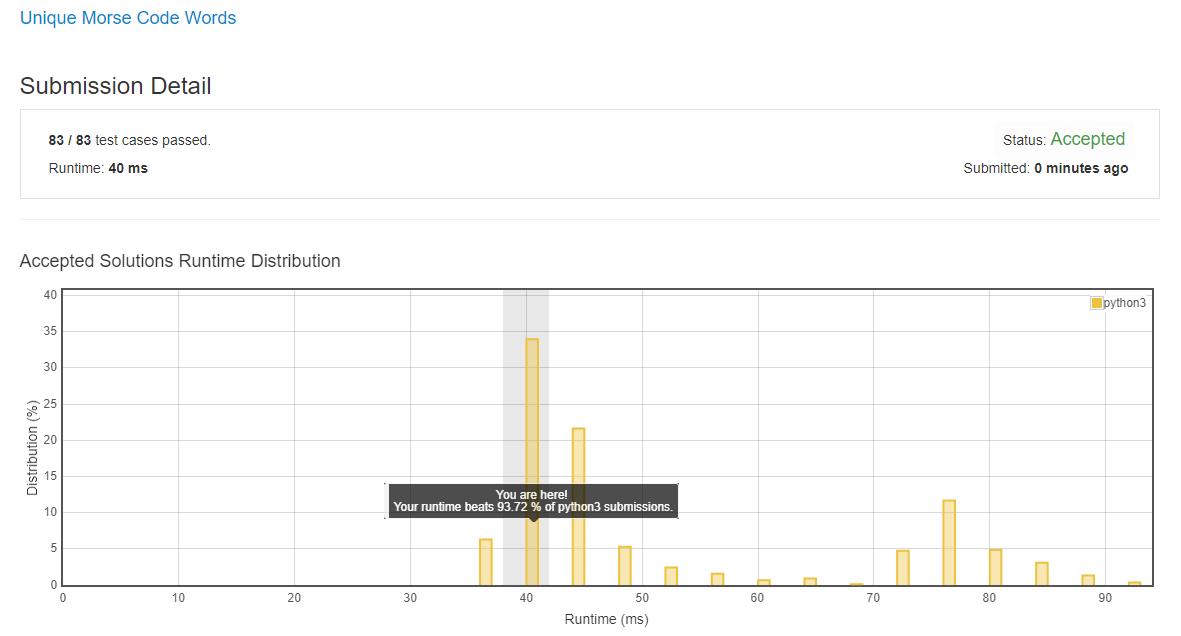 Unique Morse Code Words
Submission Detail
83 / 83 test cases passed.
Status: Accepted
Runtime: 40 ms
Submitted: 0 minutes ago
Accepted Solutions Runtime Distribution
40
35
30
25
20
15
10
5
0
Distribution (%)
python3
You are here!
Your runtime beats 93.72 % of python3 submissions.
0 10 20 30 40 50 60 70 80 90
Runtime (ms)